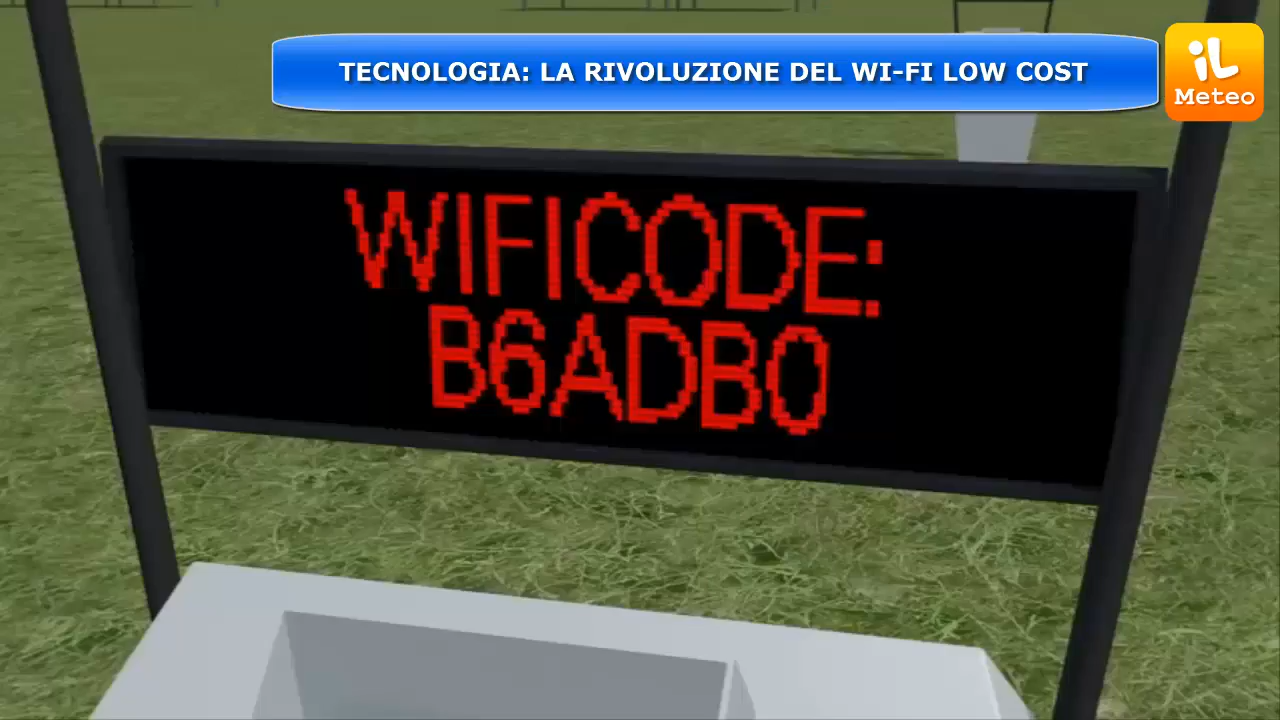 TECNOLOGIA: LA RIVOLUZIONE DEL WI-FI LOW COST
iL
Meteo
WIFICODE:
B6ADB0